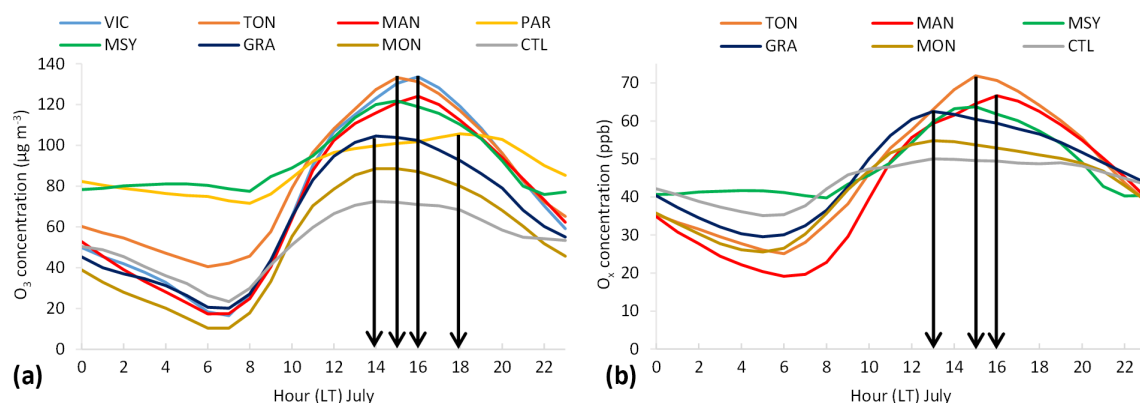 VIC TON MAN PAR
MSY GRA MON CTL
140
120
100
80
60
40
20
0
O₃ concentration (µg m⁻³)
0 2 4 6 8 10 12 14 16 18 20 22
Hour (LT) July
(a)
TON MAN MSY
GRA MON CTL
70
60
50
40
30
20
10
0
Oₓ concentration (ppb)
0 2 4 6 8 10 12 14 16 18 20 22
Hour (LT) July
(b)